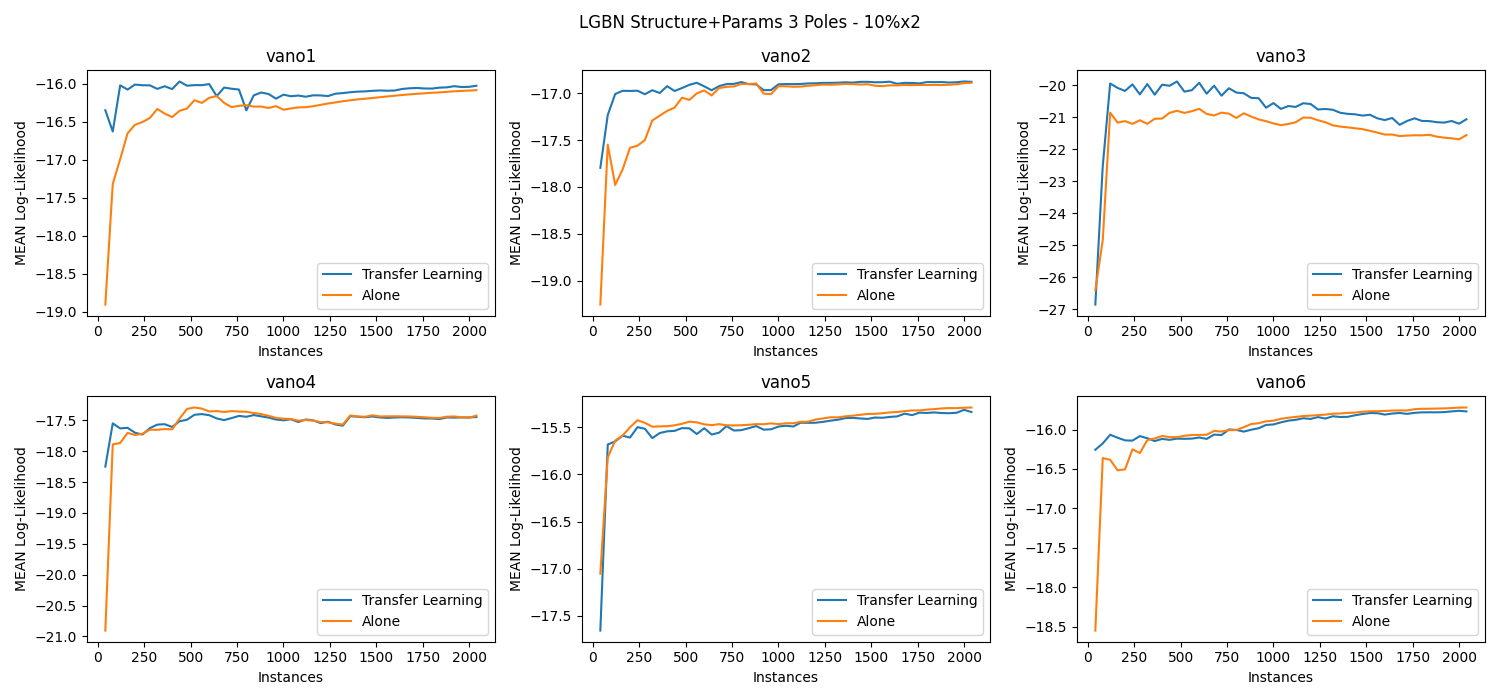 LGBN Structure+Params 3 Poles - 10%x2
vano1
MEAN Log-Likelihood
−16.0
−16.5
−17.0
−17.5
−18.0
−18.5
−19.0
0 250 500 750 1000 1250 1500 1750 2000
Instances
Transfer Learning
Alone
vano2
MEAN Log-Likelihood
−17.0
−17.5
−18.0
−18.5
−19.0
0 250 500 750 1000 1250 1500 1750 2000
Instances
Transfer Learning
Alone
vano3
MEAN Log-Likelihood
−20
−21
−22
−23
−24
−25
−26
−27
0 250 500 750 1000 1250 1500 1750 2000
Instances
Transfer Learning
Alone
vano4
MEAN Log-Likelihood
−17.5
−18.0
−18.5
−19.0
−19.5
−20.0
−20.5
−21.0
0 250 500 750 1000 1250 1500 1750 2000
Instances
Transfer Learning
Alone
vano5
MEAN Log-Likelihood
−15.5
−16.0
−16.5
−17.0
−17.5
0 250 500 750 1000 1250 1500 1750 2000
Instances
Transfer Learning
Alone
vano6
MEAN Log-Likelihood
−16.0
−16.5
−17.0
−17.5
−18.0
−18.5
0 250 500 750 1000 1250 1500 1750 2000
Instances
Transfer Learning
Alone